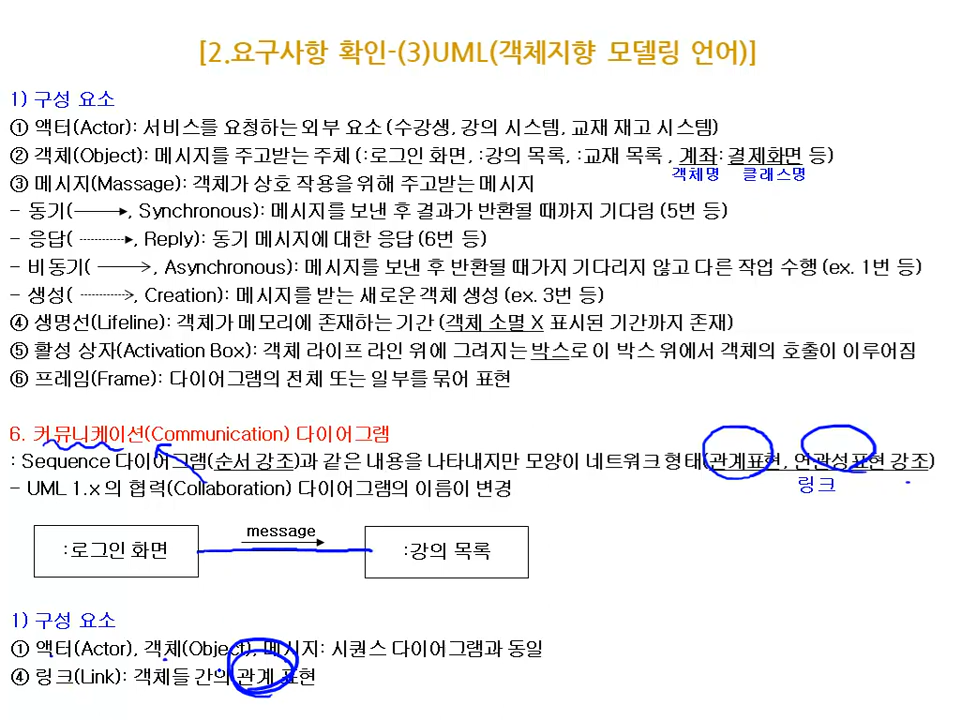 [2.요구사항 확인-(3)UML(객체지향 모델링 언어)]
1) 구성 요소
① 액터(Actor): 서비스를 요청하는 외부 요소 (수강생, 강의 시스템, 교재 재고 시스템)
② 객체(Object): 메시지를 주고받는 주체 (:로그인 화면, :강의 목록, :교재 목록 , 계좌: 결제화면 등)
객체명 클래스명
③ 메시지(Massage): 객체가 상호 작용을 위해 주고받는 메시지
- 동기( , Synchronous): 메시지를 보낸 후 결과가 반환될 때까지 기다림 (5번 등)
- 응답( , Reply): 동기 메시지에 대한 응답 (6번 등)
- 비동기( , Asynchronous): 메시지를 보낸 후 반환될 때가지 기다리지 않고 다른 작업 수행 (ex. 1번 등)
- 생성( , Creation): 메시지를 받는 새로운 객체 생성 (ex. 3번 등)
④ 생명선(Lifeline): 객체가 메모리에 존재하는 기간 (객체 소멸 X 표시된 기간까지 존재)
⑤ 활성 상자(Activation Box): 객체 라이프 라인 위에 그려지는 박스로 이 박스 위에서 객체의 호출이 이루어짐
⑥ 프레임(Frame): 다이어그램의 전체 또는 일부를 묶어 표현
6. 커뮤니케이션(Communication) 다이어그램
: Sequence 다이어그램(순서 강조)과 같은 내용을 나타내지만 모양이 네트워크 형태(관계표현, 연관성 표현 강조)
링크
- UML 1.x 의 협력(Collaboration) 다이어그램의 이름이 변경
message
:로그인 화면 :강의 목록
1) 구성 요소
① 액터(Actor), 객체(Object), 메시지: 시퀀스 다이어그램과 동일
④ 링크(Link): 객체들 간의 관계 표현